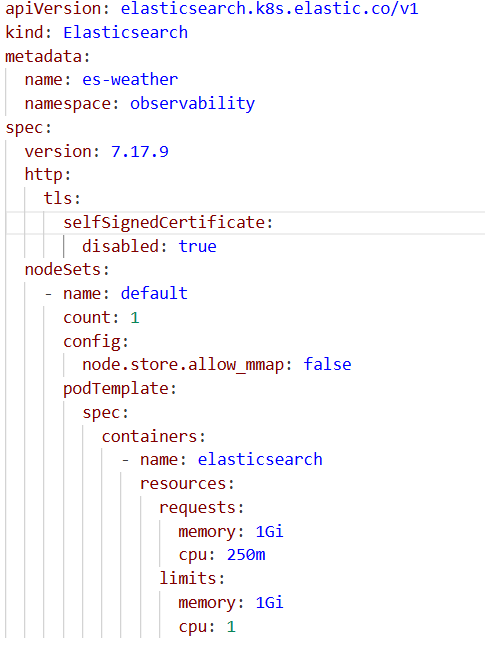 apiVersion: elasticsearch.k8s.elastic.co/v1
kind: Elasticsearch
metadata:
  name: es-weather
  namespace: observability
spec:
  version: 7.17.9
  http:
    tls:
      selfSignedCertificate:
        disabled: true
  nodeSets:
    - name: default
      count: 1
      config:
        node.store.allow_mmap: false
      podTemplate:
        spec:
          containers:
            - name: elasticsearch
              resources:
                requests:
                  memory: 1Gi
                  cpu: 250m
                limits:
                  memory: 1Gi
                  cpu: 1